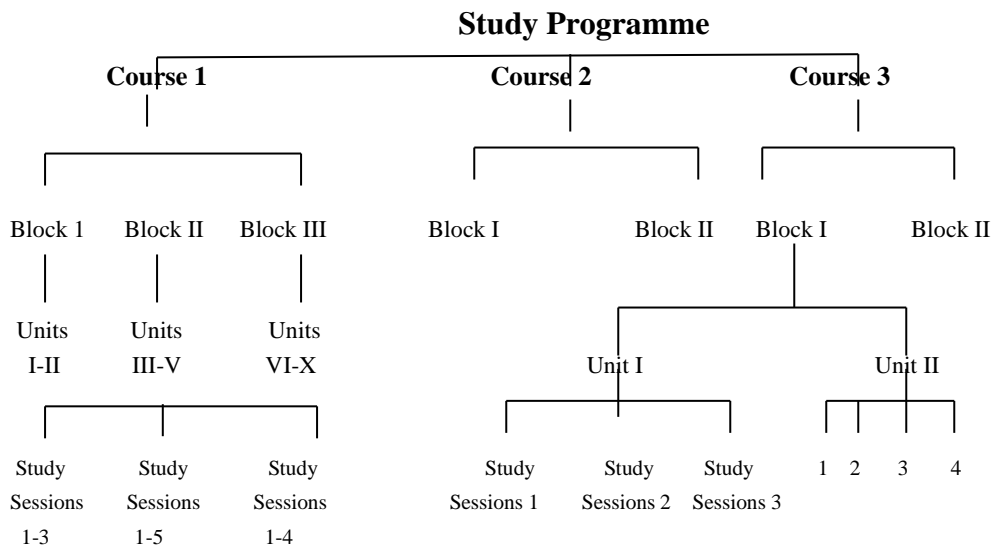 Study Programme
Course 1 Course 2 Course 3
Block 1 Block II Block III Block I Block II Block I Block II
Units Units Units
I-II III-V VI-X Unit I Unit II
Study Study Study Study Study Study 1 2 3 4
Sessions Sessions Sessions Sessions 1 Sessions 2 Sessions 3
1-3 1-5 1-4